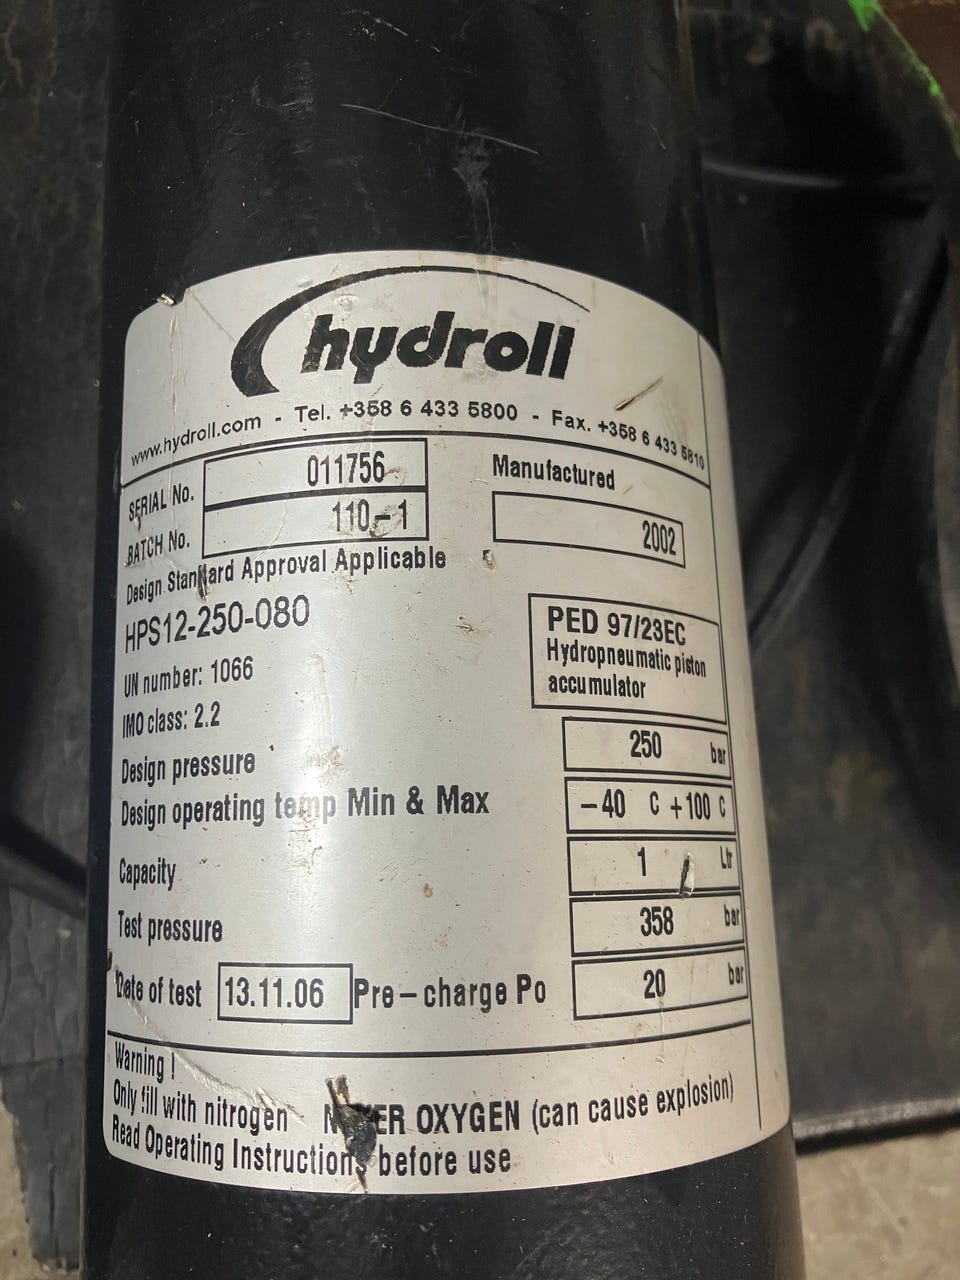 hydroll
www.hydroll.com - Tel. +358 6 433 5800 - Fax. +358 6 433 5810
SERIAL No. 011756 Manufactured
BATCH No. 110-1 2002
Design Standard Approval Applicable
HPS12-250-080 PED 97/23EC
Hydropneumatic piston
accumulator
UN number: 1066
IMO class: 2.2
Design pressure 250 bar
Design operating temp Min & Max -40 C +100 C
Capacity 1 Ltr
Test pressure 358 bar
Date of test 13.11.06 Pre-charge Po 20 bar
Warning !
Only fill with nitrogen NEVER OXYGEN (can cause explosion)
Read Operating Instructions before use